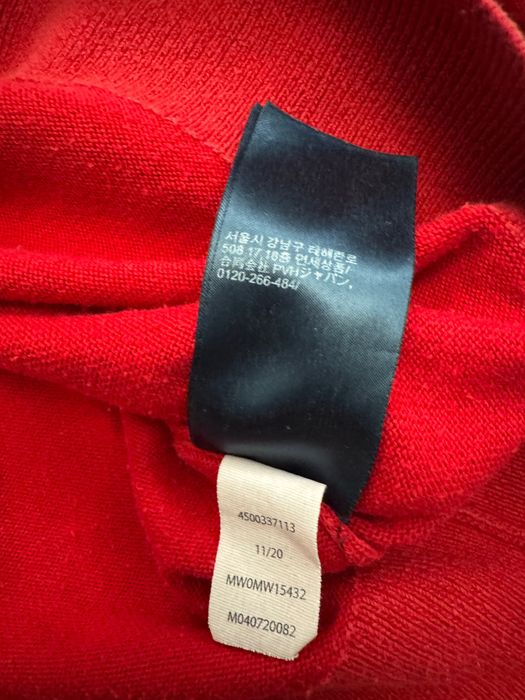 서울시 강남구 테헤란로
508 17,18층 연세상품/
合同会社 PVHジャパン,
0120-266-484/
4500337113
11/20
MW0MW15432
M040720082